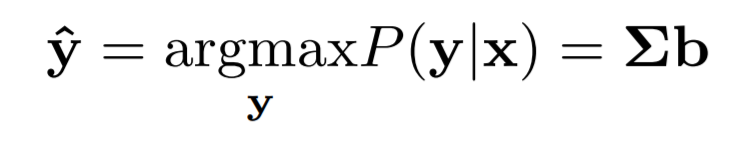 ŷ = argmax P(y|x) = Σb
y